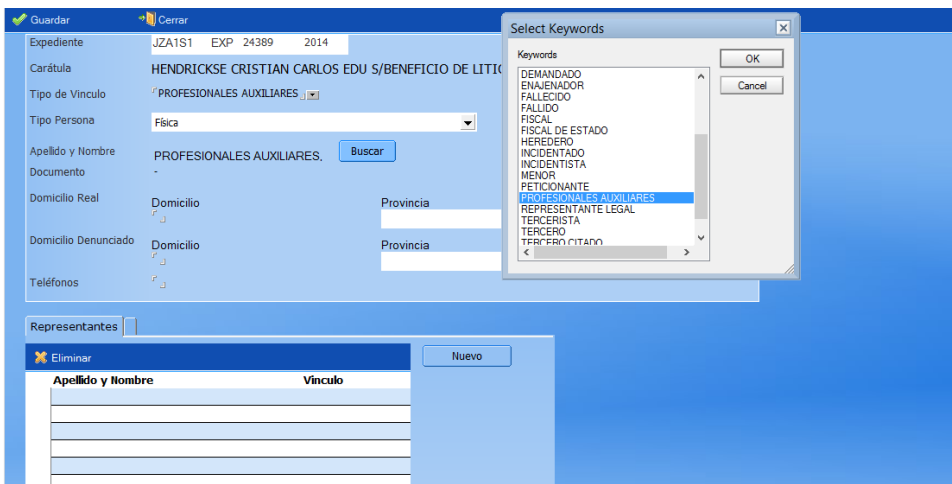 Guardar Cerrar
Expediente JZA1S1 EXP 24389 2014
Carátula HENDRICKSE CRISTIAN CARLOS EDU S/BENEFICIO DE LITIG
Tipo de Vinculo PROFESIONALES AUXILIARES
Tipo Persona Física
Apellido y Nombre PROFESIONALES AUXILIARES, Buscar
Documento -
Domicilio Real Domicilio Provincia
Domicilio Denunciado Domicilio Provincia
Teléfonos
Select Keywords
Keywords
OK
Cancel
DEMANDADO
ENAJENADOR
FALLECIDO
FALLIDO
FISCAL
FISCAL DE ESTADO
HEREDERO
INCIDENTADO
INCIDENTISTA
MENOR
PETICIONANTE
PROFESIONALES AUXILIARES
REPRESENTANTE LEGAL
TERCERISTA
TERCERO
TERCERO CITADO
Representantes
Eliminar Nuevo
Apellido y Nombre Vinculo